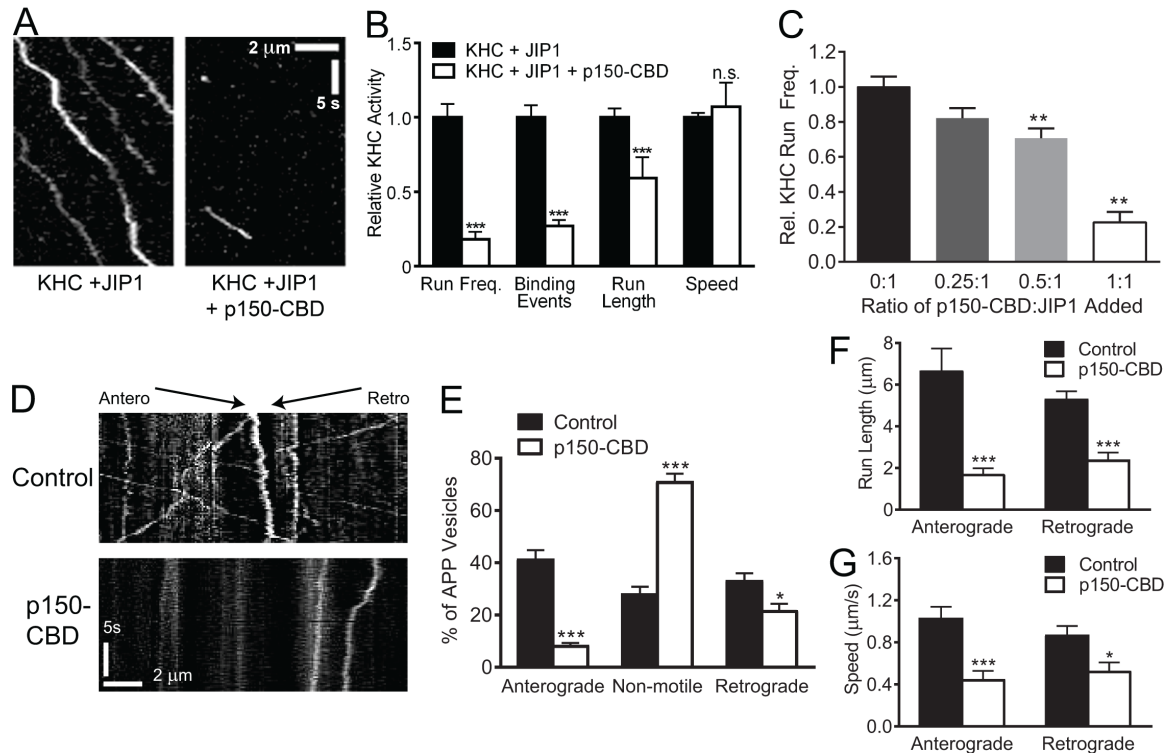 A
2 μm
5 s
KHC +JIP1
KHC +JIP1
+ p150-CBD
B
KHC + JIP1
KHC + JIP1 + p150-CBD
Relative KHC Activity
1.5
1.0
0.5
0
***
***
***
n.s.
Run Freq.
Binding
Events
Run
Length
Speed
C
Rel. KHC Run Freq.
1.2
1.0
0.8
0.6
0.4
0.2
0.0
**
**
0:1
0.25:1
0.5:1
1:1
Ratio of p150-CBD:JIP1 Added
D
Antero
Retro
Control
p150-
CBD
5s
2 μm
E
Control
p150-CBD
% of APP Vesicles
80
60
40
20
0
***
***
*
Anterograde
Non-motile
Retrograde
F
Control
p150-CBD
Run Length (μm)
8
6
4
2
0
***
***
Anterograde
Retrograde
G
Control
p150-CBD
Speed (μm/s)
1.6
1.2
0.8
0.4
0.0
***
*
Anterograde
Retrograde